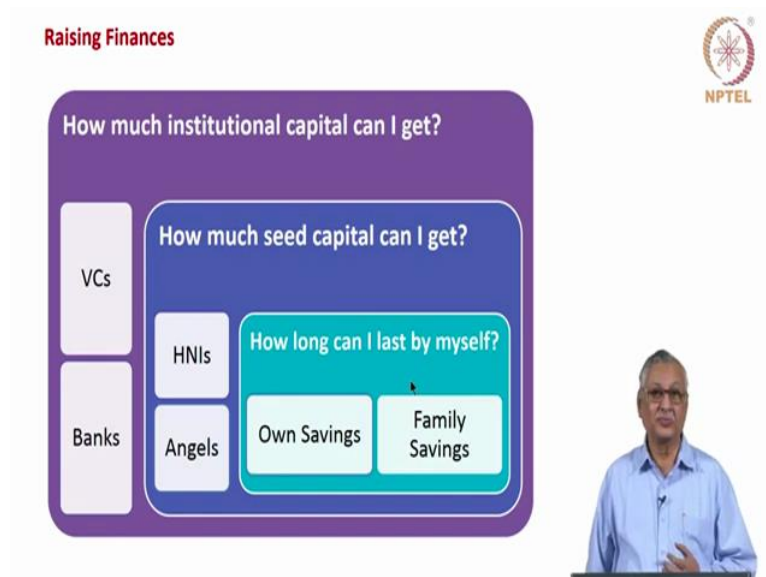 Raising Finances
NPTEL
How much institutional capital can I get?
VCs
Banks
How much seed capital can I get?
HNIs
Angels
How long can I last by myself?
Own Savings
Family
Savings